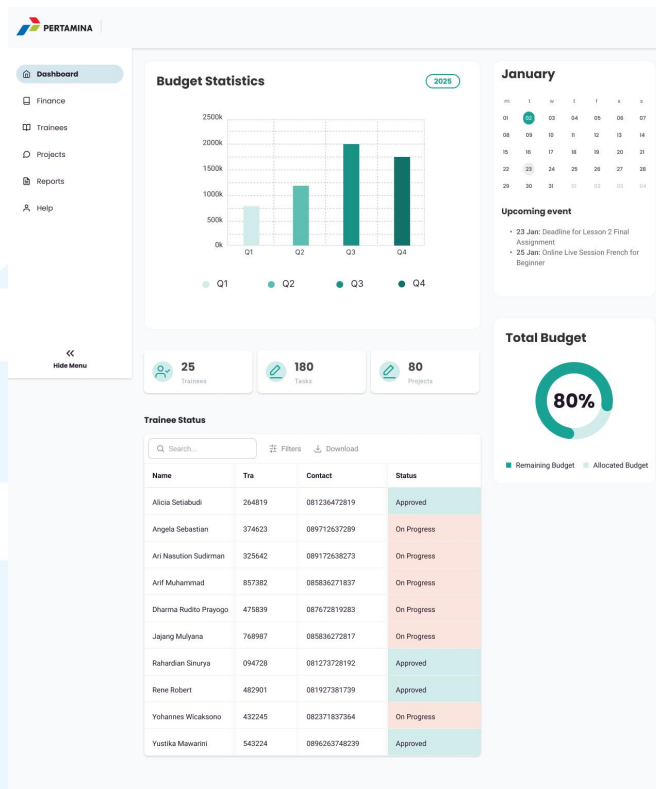 PERTAMINA
Dashboard
Finance
Trainees
Projects
Reports
Help
Hide Menu
Budget Statistics
2025
2500k
2000k
1500k
1000k
500k
0k
Q1 Q2 Q3 Q4
Q1 Q2 Q3 Q4
25
Trainees
180
Tasks
80
Projects
Trainee Status
Search... Filters Download
Name Tra Contact Status
Alicia Setiabudi 264819 081236472819 Approved
Angela Sebastian 374623 089712637289 On Progress
Ari Nasution Sudirman 325642 089172638273 On Progress
Arif Muhammad 857382 085836271837 On Progress
Dharma Rudito Prayogo 475839 087672819283 On Progress
Jajang Mulyana 768987 085836272817 On Progress
Rahardian Sinurya 094728 081273728192 Approved
Rene Robert 482901 081927381739 Approved
Yohannes Wicaksono 432245 082371837364 On Progress
Yustika Mawarini 543224 0896263748239 Approved
January
m t w t f s s
01 02 03 04 05 06 07
08 09 10 11 12 13 14
15 16 17 18 19 20 21
22 23 24 25 26 27 28
29 30 31 01 02 03 04
Upcoming event
• 23 Jan: Deadline for Lesson 2 Final
Assignment
• 25 Jan: Online Live Session French for
Beginner
Total Budget
80%
Remaining Budget Allocated Budget